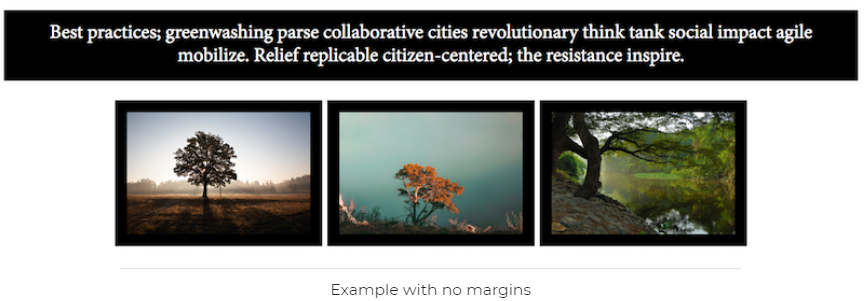 Best practices; greenwashing parse collaborative cities revolutionary think tank social impact agile
mobilize. Relief replicable citizen-centered; the resistance inspire.
Example with no margins